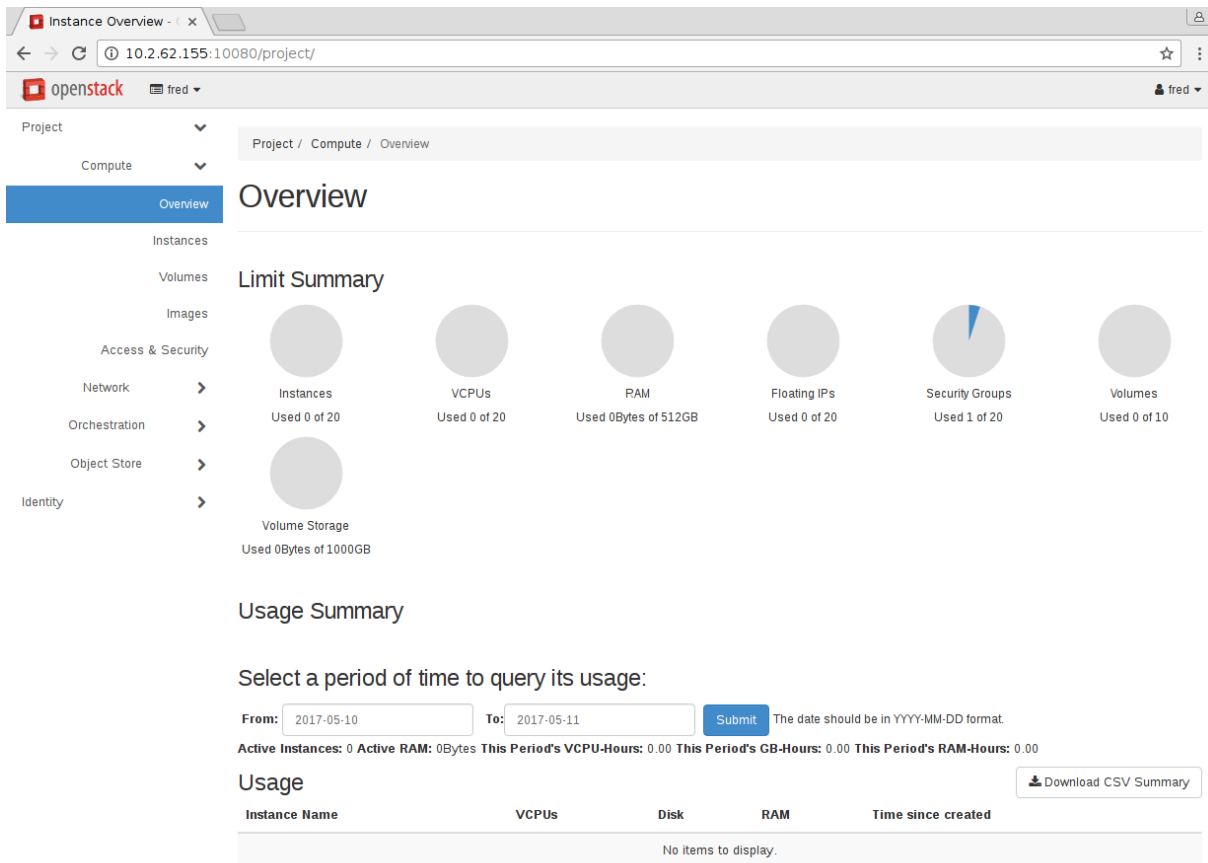 Instance Overview - 
10.2.62.155:10080/project/
openstack fred fred
Project
Compute
Overview
Instances
Volumes
Images
Access & Security
Network
Orchestration
Object Store
Identity
Project / Compute / Overview
Overview
Limit Summary
Instances
Used 0 of 20
VCPUs
Used 0 of 20
RAM
Used 0Bytes of 512GB
Floating IPs
Used 0 of 20
Security Groups
Used 1 of 20
Volumes
Used 0 of 10
Volume Storage
Used 0Bytes of 1000GB
Usage Summary
Select a period of time to query its usage:
From: 2017-05-10 To: 2017-05-11 Submit The date should be in YYYY-MM-DD format.
Active Instances: 0 Active RAM: 0Bytes This Period's VCPU-Hours: 0.00 This Period's GB-Hours: 0.00 This Period's RAM-Hours: 0.00
Usage
Download CSV Summary
Instance Name VCPUs Disk RAM Time since created
No items to display.